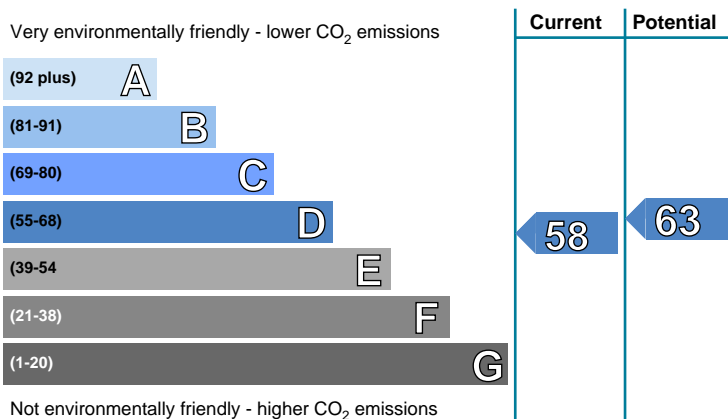 Current Potential
Very environmentally friendly - lower CO2 emissions
(92 plus) A
(81-91) B
(69-80) C
(55-68) D
58 63
(39-54 E
(21-38) F
(1-20) G
Not environmentally friendly - higher CO2 emissions